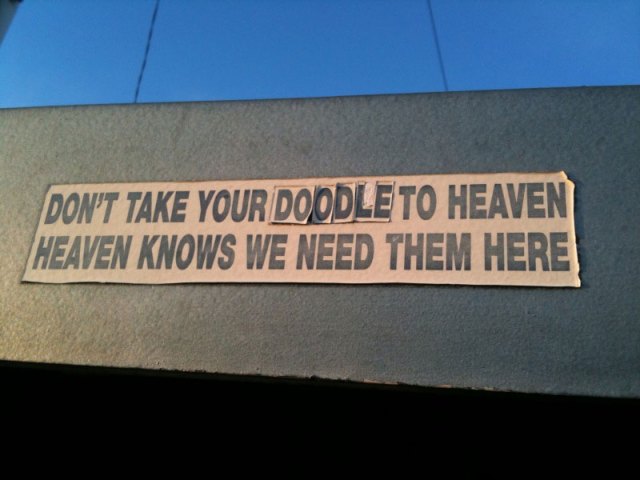 DON'T TAKE YOUR DOODLE TO HEAVEN
HEAVEN KNOWS WE NEED THEM HERE